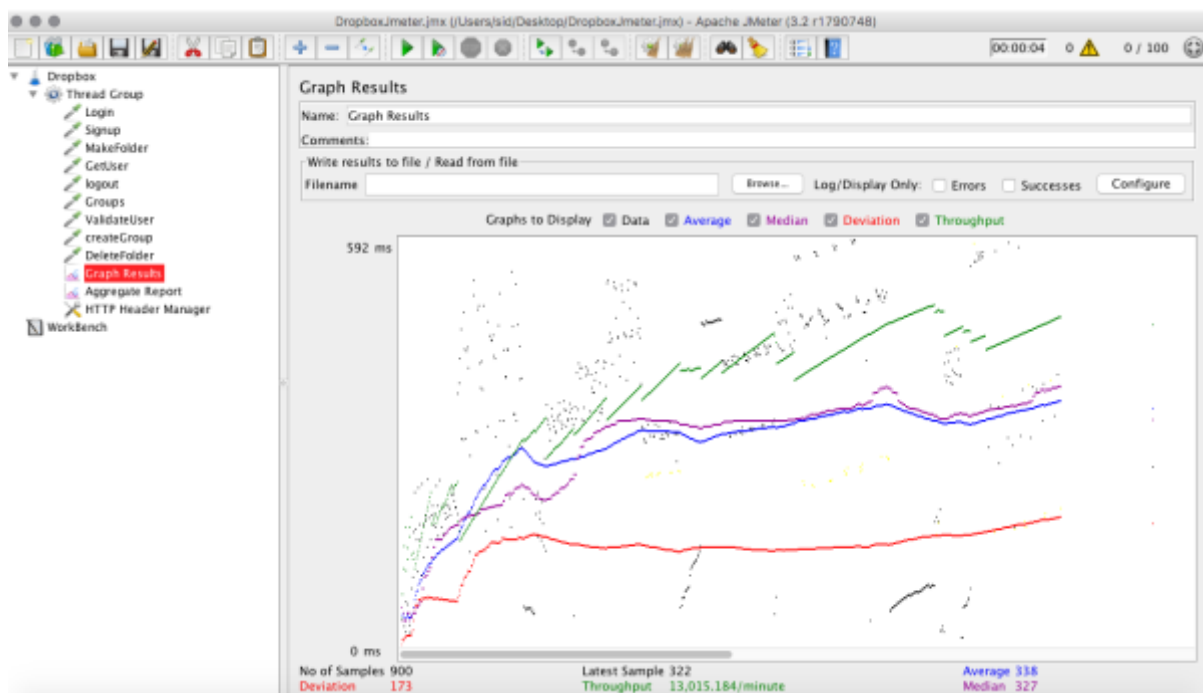 DropboxJmeter.jmx (/Users/sid/Desktop/DropboxJmeter.jmx) - Apache JMeter (3.2 r1790748)
00:00:04 0 0 / 100
Dropbox
Thread Group
Login
Signup
MakeFolder
GetUser
logout
Groups
ValidateUser
createGroup
DeleteFolder
Graph Results
Aggregate Report
HTTP Header Manager
WorkBench
Graph Results
Name: Graph Results
Comments:
Write results to file / Read from file
Filename Browse... Log/Display Only: Errors Successes Configure
Graphs to Display Data Average Median Deviation Throughput
592 ms
0 ms
No of Samples 900 Latest Sample 322 Average 338
Deviation 173 Throughput 13,015.184/minute Median 327